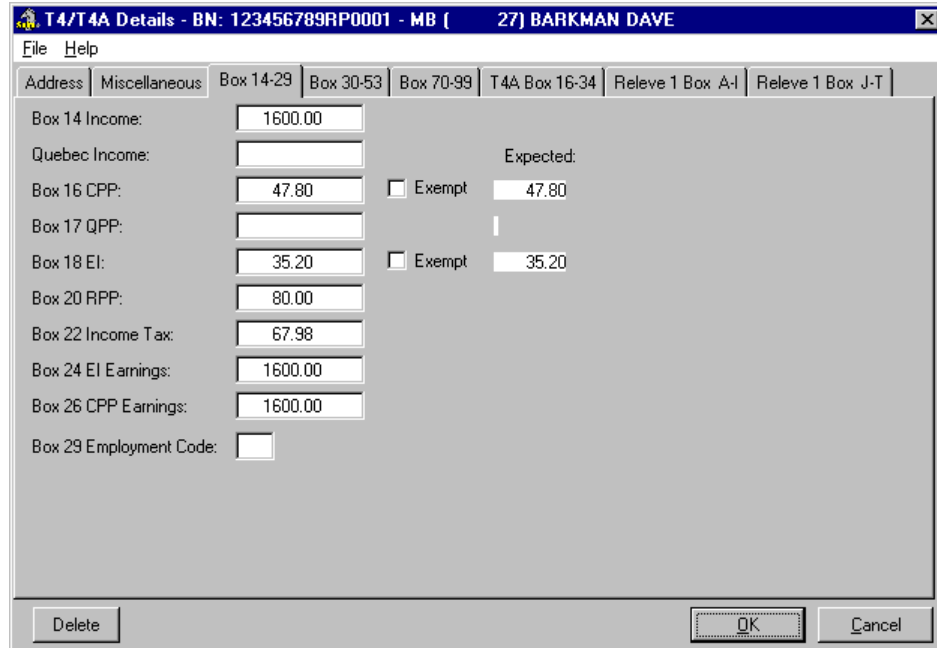 T4/T4A Details - BN: 123456789RP0001 - MB ( 27) BARKMAN DAVE
File Help
Address Miscellaneous Box 14-29 Box 30-53 Box 70-99 T4A Box 16-34 Releve 1 Box A-I Releve 1 Box J-T
Box 14 Income: 1600.00
Quebec Income: Expected:
Box 16 CPP: 47.80 Exempt 47.80
Box 17 QPP:
Box 18 EI: 35.20 Exempt 35.20
Box 20 RPP: 80.00
Box 22 Income Tax: 67.98
Box 24 EI Earnings: 1600.00
Box 26 CPP Earnings: 1600.00
Box 29 Employment Code:
Delete OK Cancel